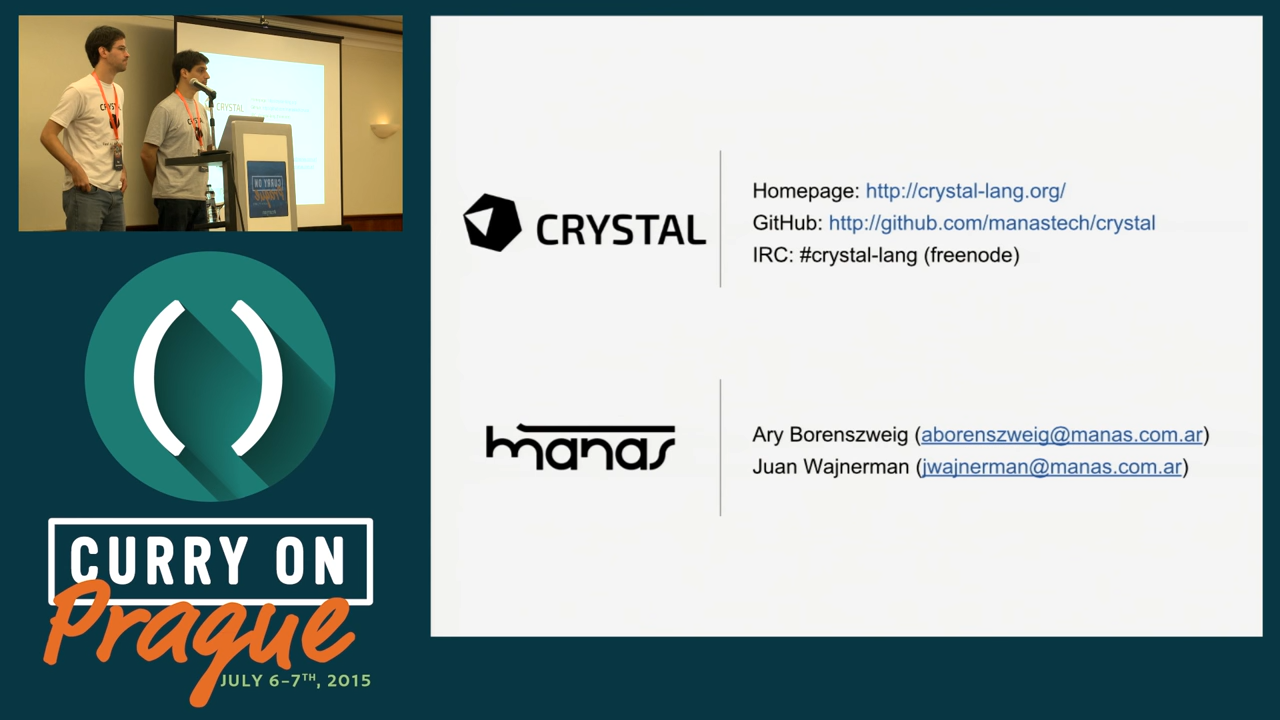 CRYSTAL
Homepage: http://crystal-lang.org/
GitHub: http://github.com/manastech/crystal
IRC: #crystal-lang (freenode)
manas
Ary Borenszweig (aborenszweig@manas.com.ar)
Juan Wajnerman (jwajnerman@manas.com.ar)
CURRY ON
Prague
JULY 6-7TH, 2015
CRYSTAL